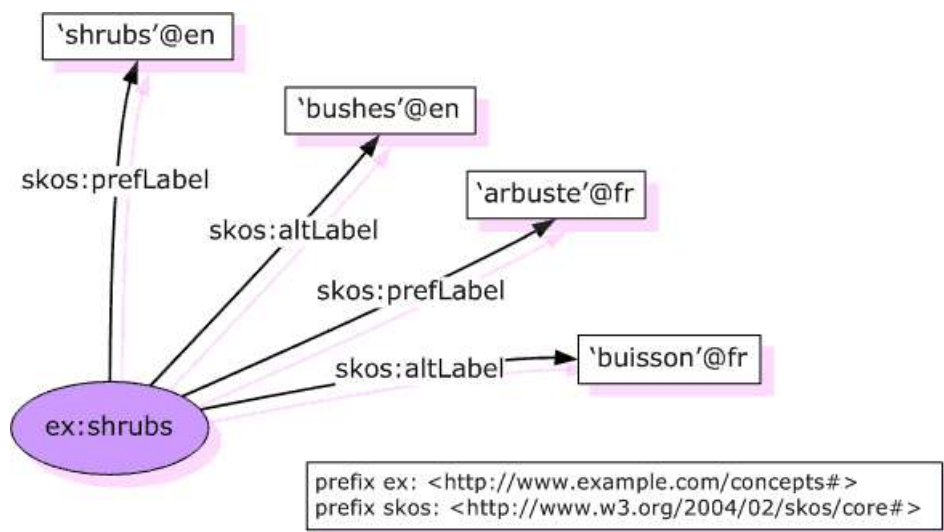 ‘shrubs’@en
‘bushes’@en
skos:prefLabel
‘arbuste’@fr
skos:altLabel
skos:prefLabel
‘buisson’@fr
skos:altLabel
ex:shrubs
prefix ex: <http://www.example.com/concepts#>
prefix skos: <http://www.w3.org/2004/02/skos/core#>